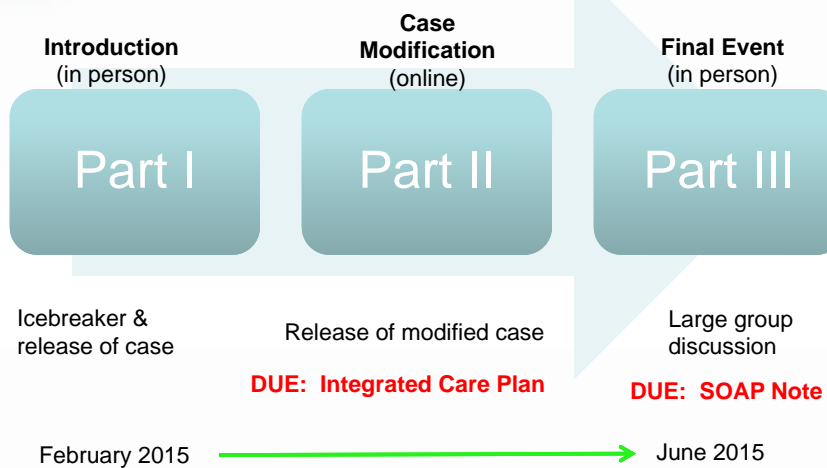 Introduction
(in person)
Case
Modification
(online)
Final Event
(in person)
Part I
Part II
Part III
Icebreaker &
release of case
Release of modified case
DUE: Integrated Care Plan
Large group
discussion
DUE: SOAP Note
February 2015
June 2015